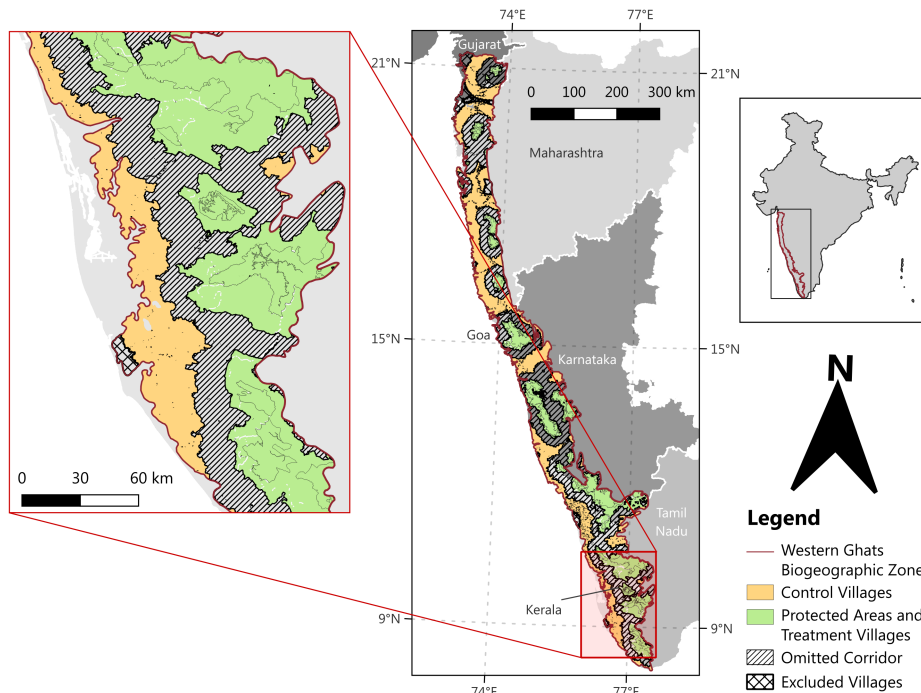 74°E
77°E
Gujarat
21°N
21°N
0 100 200 300 km
Maharashtra
15°N
Goa
15°N
Karnataka
0 30 60 km
Tamil
Nadu
Kerala
9°N
9°N
74°E
77°E
N
Legend
Western Ghats
Biogeographic Zone
Control Villages
Protected Areas and
Treatment Villages
Omitted Corridor
Excluded Villages